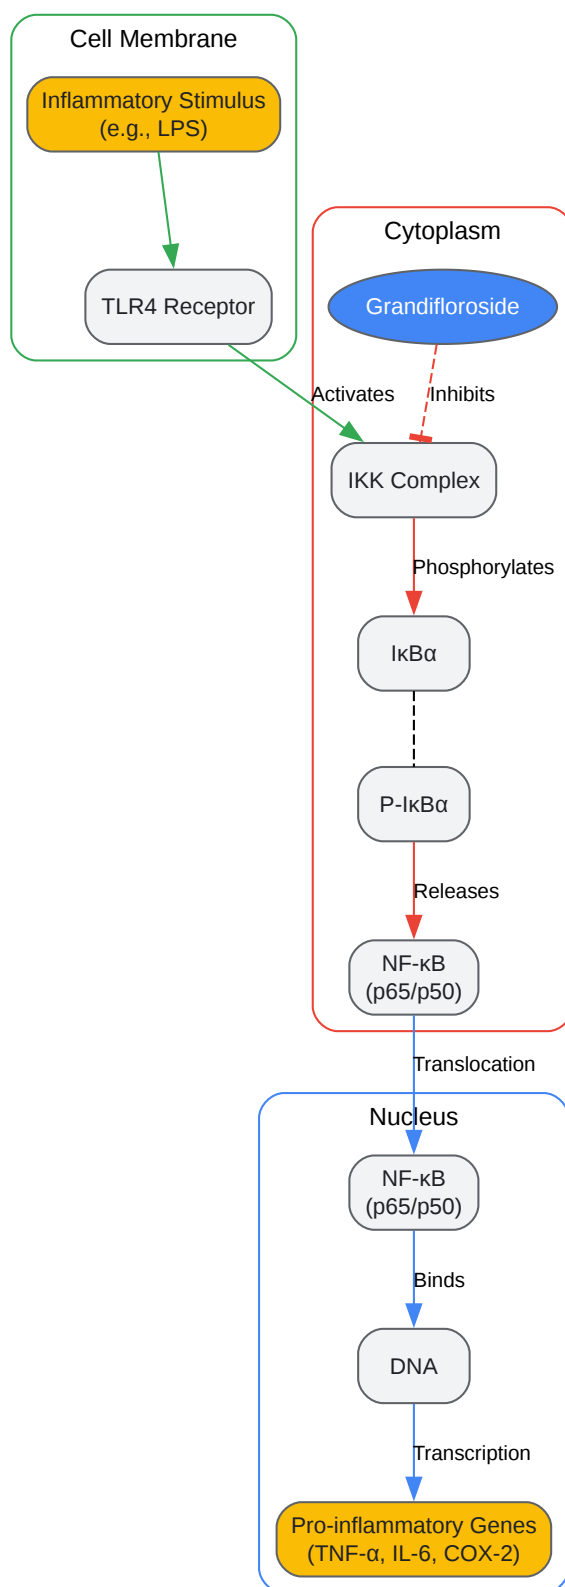 Cell Membrane
Inflammatory Stimulus
(e.g., LPS)
TLR4 Receptor
Cytoplasm
Grandifloroside
Activates
Inhibits
IKK Complex
Phosphorylates
IκBα
P-IκBα
Releases
NF-κB
(p65/p50)
Translocation
Nucleus
NF-κB
(p65/p50)
Binds
DNA
Transcription
Pro-inflammatory Genes
(TNF-α, IL-6, COX-2)